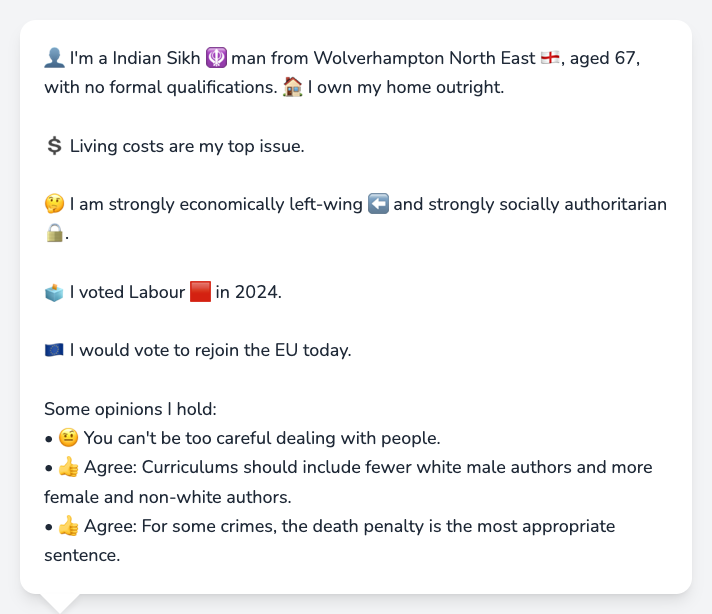 👤 I'm a Indian Sikh 🪯 man from Wolverhampton North East 🏴󠁧󠁢󠁥󠁮󠁧󠁿, aged 67,
with no formal qualifications. 🏠 I own my home outright.
💲 Living costs are my top issue.
🤔 I am strongly economically left-wing ⬅️ and strongly socially authoritarian
🔒.
🗳️ I voted Labour 🟥 in 2024.
🇪🇺 I would vote to rejoin the EU today.
Some opinions I hold:
• 🤨 You can't be too careful dealing with people.
• 👍 Agree: Curriculums should include fewer white male authors and more
female and non-white authors.
• 👍 Agree: For some crimes, the death penalty is the most appropriate
sentence.